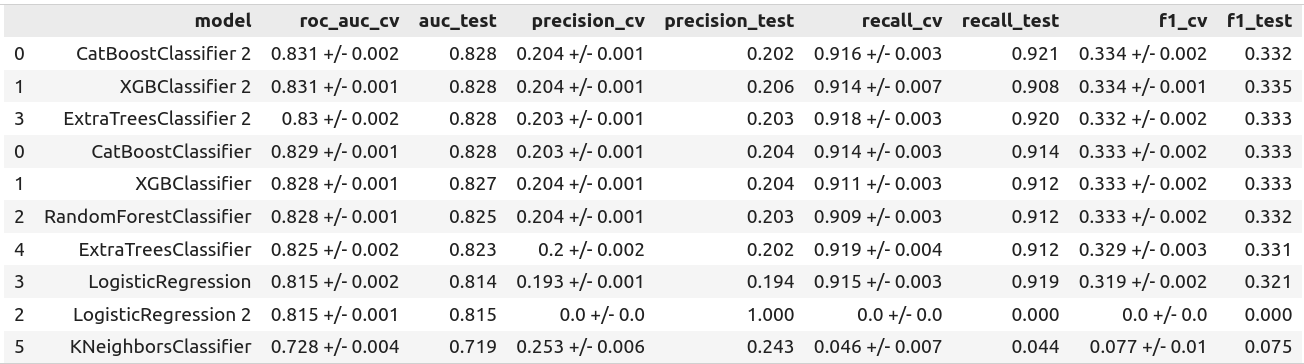 model roc_auc_cv auc_test precision_cv precision_test recall_cv recall_test f1_cv f1_test
0 CatBoostClassifier 2 0.831 +/- 0.002 0.828 0.204 +/- 0.001 0.202 0.916 +/- 0.003 0.921 0.334 +/- 0.002 0.332
1 XGBClassifier 2 0.831 +/- 0.001 0.828 0.204 +/- 0.001 0.206 0.914 +/- 0.007 0.908 0.334 +/- 0.001 0.335
3 ExtraTreesClassifier 2 0.83 +/- 0.002 0.828 0.203 +/- 0.001 0.203 0.918 +/- 0.003 0.920 0.332 +/- 0.002 0.333
0 CatBoostClassifier 0.829 +/- 0.001 0.828 0.203 +/- 0.001 0.204 0.914 +/- 0.003 0.914 0.333 +/- 0.002 0.333
1 XGBClassifier 0.828 +/- 0.001 0.827 0.204 +/- 0.001 0.204 0.911 +/- 0.003 0.912 0.333 +/- 0.002 0.333
2 RandomForestClassifier 0.828 +/- 0.001 0.825 0.204 +/- 0.001 0.203 0.909 +/- 0.003 0.912 0.333 +/- 0.002 0.332
4 ExtraTreesClassifier 0.825 +/- 0.002 0.823 0.2 +/- 0.002 0.202 0.919 +/- 0.004 0.912 0.329 +/- 0.003 0.331
3 LogisticRegression 0.815 +/- 0.002 0.814 0.193 +/- 0.001 0.194 0.915 +/- 0.003 0.919 0.319 +/- 0.002 0.321
2 LogisticRegression 2 0.815 +/- 0.001 0.815 0.0 +/- 0.0 1.000 0.0 +/- 0.0 0.000 0.0 +/- 0.0 0.000
5 KNeighborsClassifier 0.728 +/- 0.004 0.719 0.253 +/- 0.006 0.243 0.046 +/- 0.007 0.044 0.077 +/- 0.01 0.075